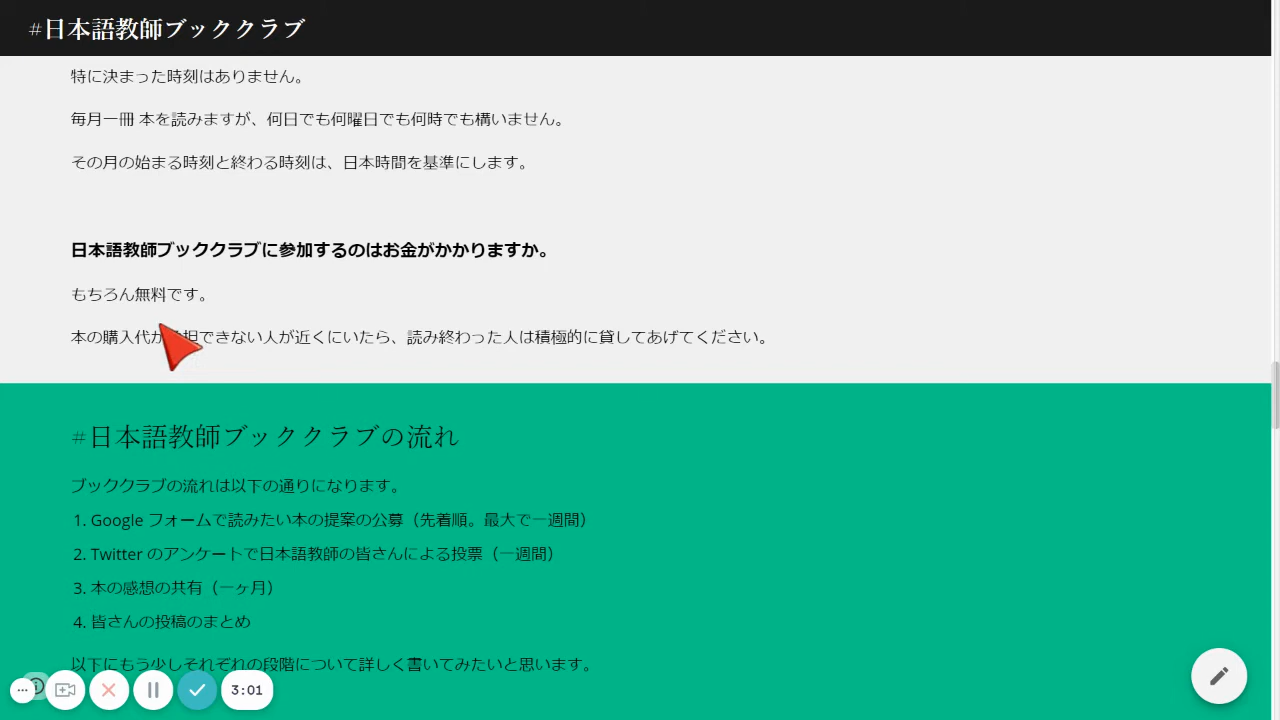 #日本語教師ブッククラブ
特に決まった時刻はありません。
毎月一冊 本を読みますが、何日でも何曜日でも何時でも構いません。
その月の始まる時刻と終わる時刻は、日本時間を基準にします。
日本語教師ブッククラブに参加するのはお金がかかりますか。
もちろん無料です。
本の購入代が負担できない人が近くにいたら、読み終わった人は積極的に貸してあげてください。
#日本語教師ブッククラブの流れ
ブッククラブの流れは以下の通りになります。
1. Google フォームで読みたい本の提案の公募（先着順。最大で一週間）
2. Twitter のアンケートで日本語教師の皆さんによる投票（一週間）
3. 本の感想の共有（一ヶ月）
4. 皆さんの投稿のまとめ
以下にもう少しそれぞれの段階について詳しく書いてみたいと思います。
3:01